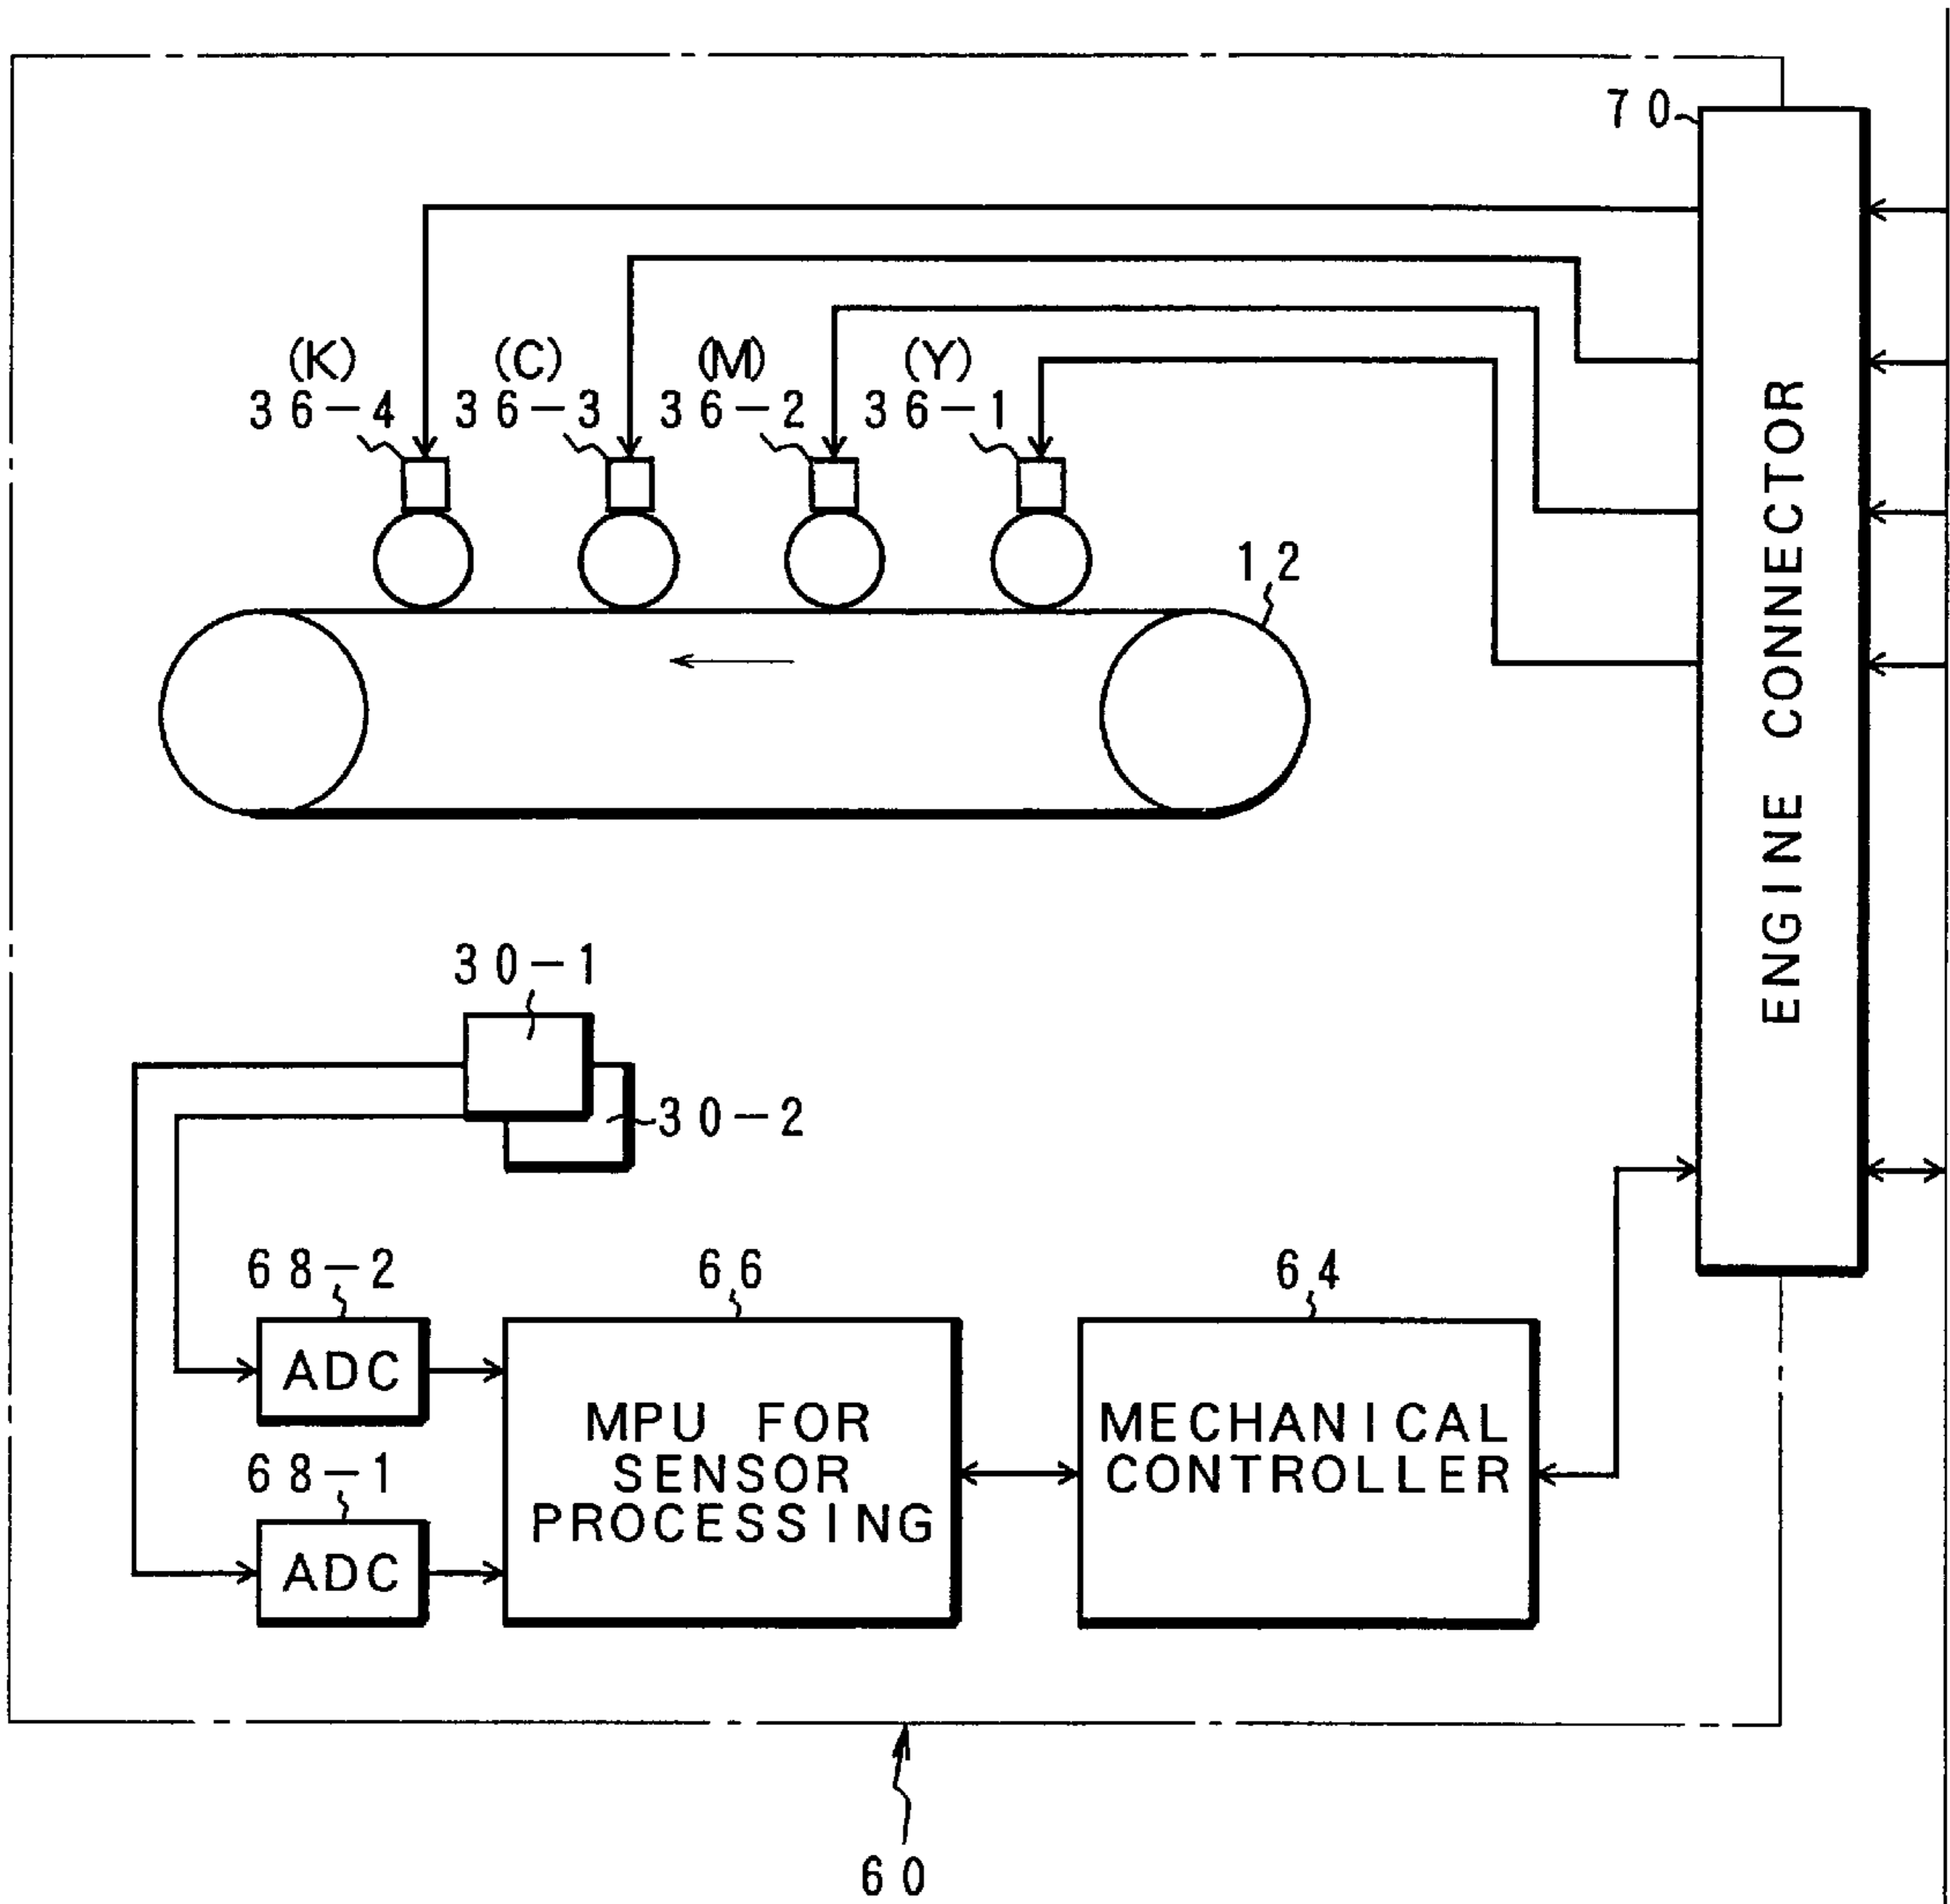 70
(K)
(C)
(M)
(Y)
36-4
36-3
36-2
36-1
12
ENGINE CONNECTOR
30-1
30-2
68-2
66
64
ADC
MPU FOR
SENSOR
PROCESSING
MECHANICAL
CONTROLLER
68-1
ADC
60